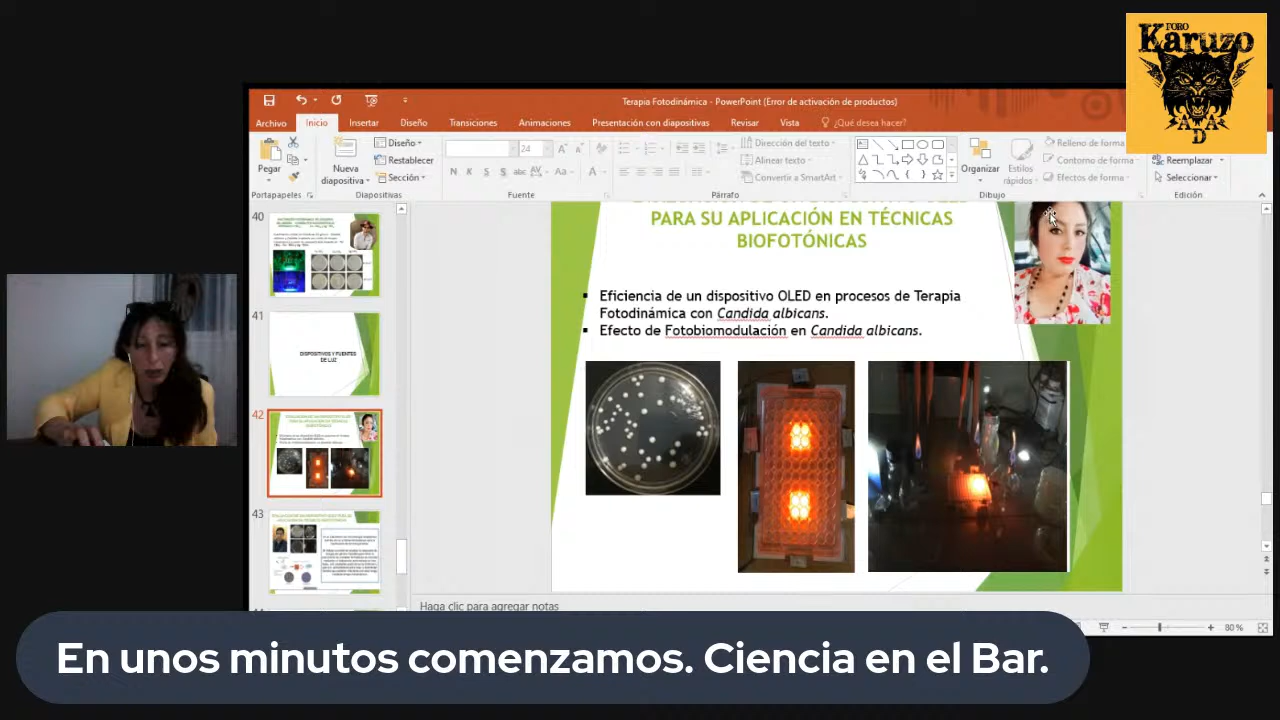 FORO
Karuzo
Terapia Fotodinámica - PowerPoint (Error de activación de productos)
Archivo
Inicio
Insertar
Diseño
Transiciones
Animaciones
Presentación con diapositivas
Revisar
Vista
¿Qué desea hacer?
Pegar
Portapapeles
Nueva
diapositiva
Diseño
Restablecer
Sección
Diapositivas
24
N K S S abc AV Aa A
Fuente
Párrafo
Dirección del texto
Alinear texto
Convertir a SmartArt
Organizar
Estilos
rápidos
Dibujo
Relleno de forma
Contorno de forma
Efectos de forma
Reemplazar
Seleccionar
Edición
40
41
DISPOSITIVOS Y FUENTES
DE LUZ
42
43
PARA SU APLICACIÓN EN TÉCNICAS
BIOFOTÓNICAS
Eficiencia de un dispositivo OLED en procesos de Terapia
Fotodinámica con Candida albicans.
Efecto de Fotobiomodulación en Candida albicans.
Haga clic para agregar notas
80 %
En unos minutos comenzamos. Ciencia en el Bar.